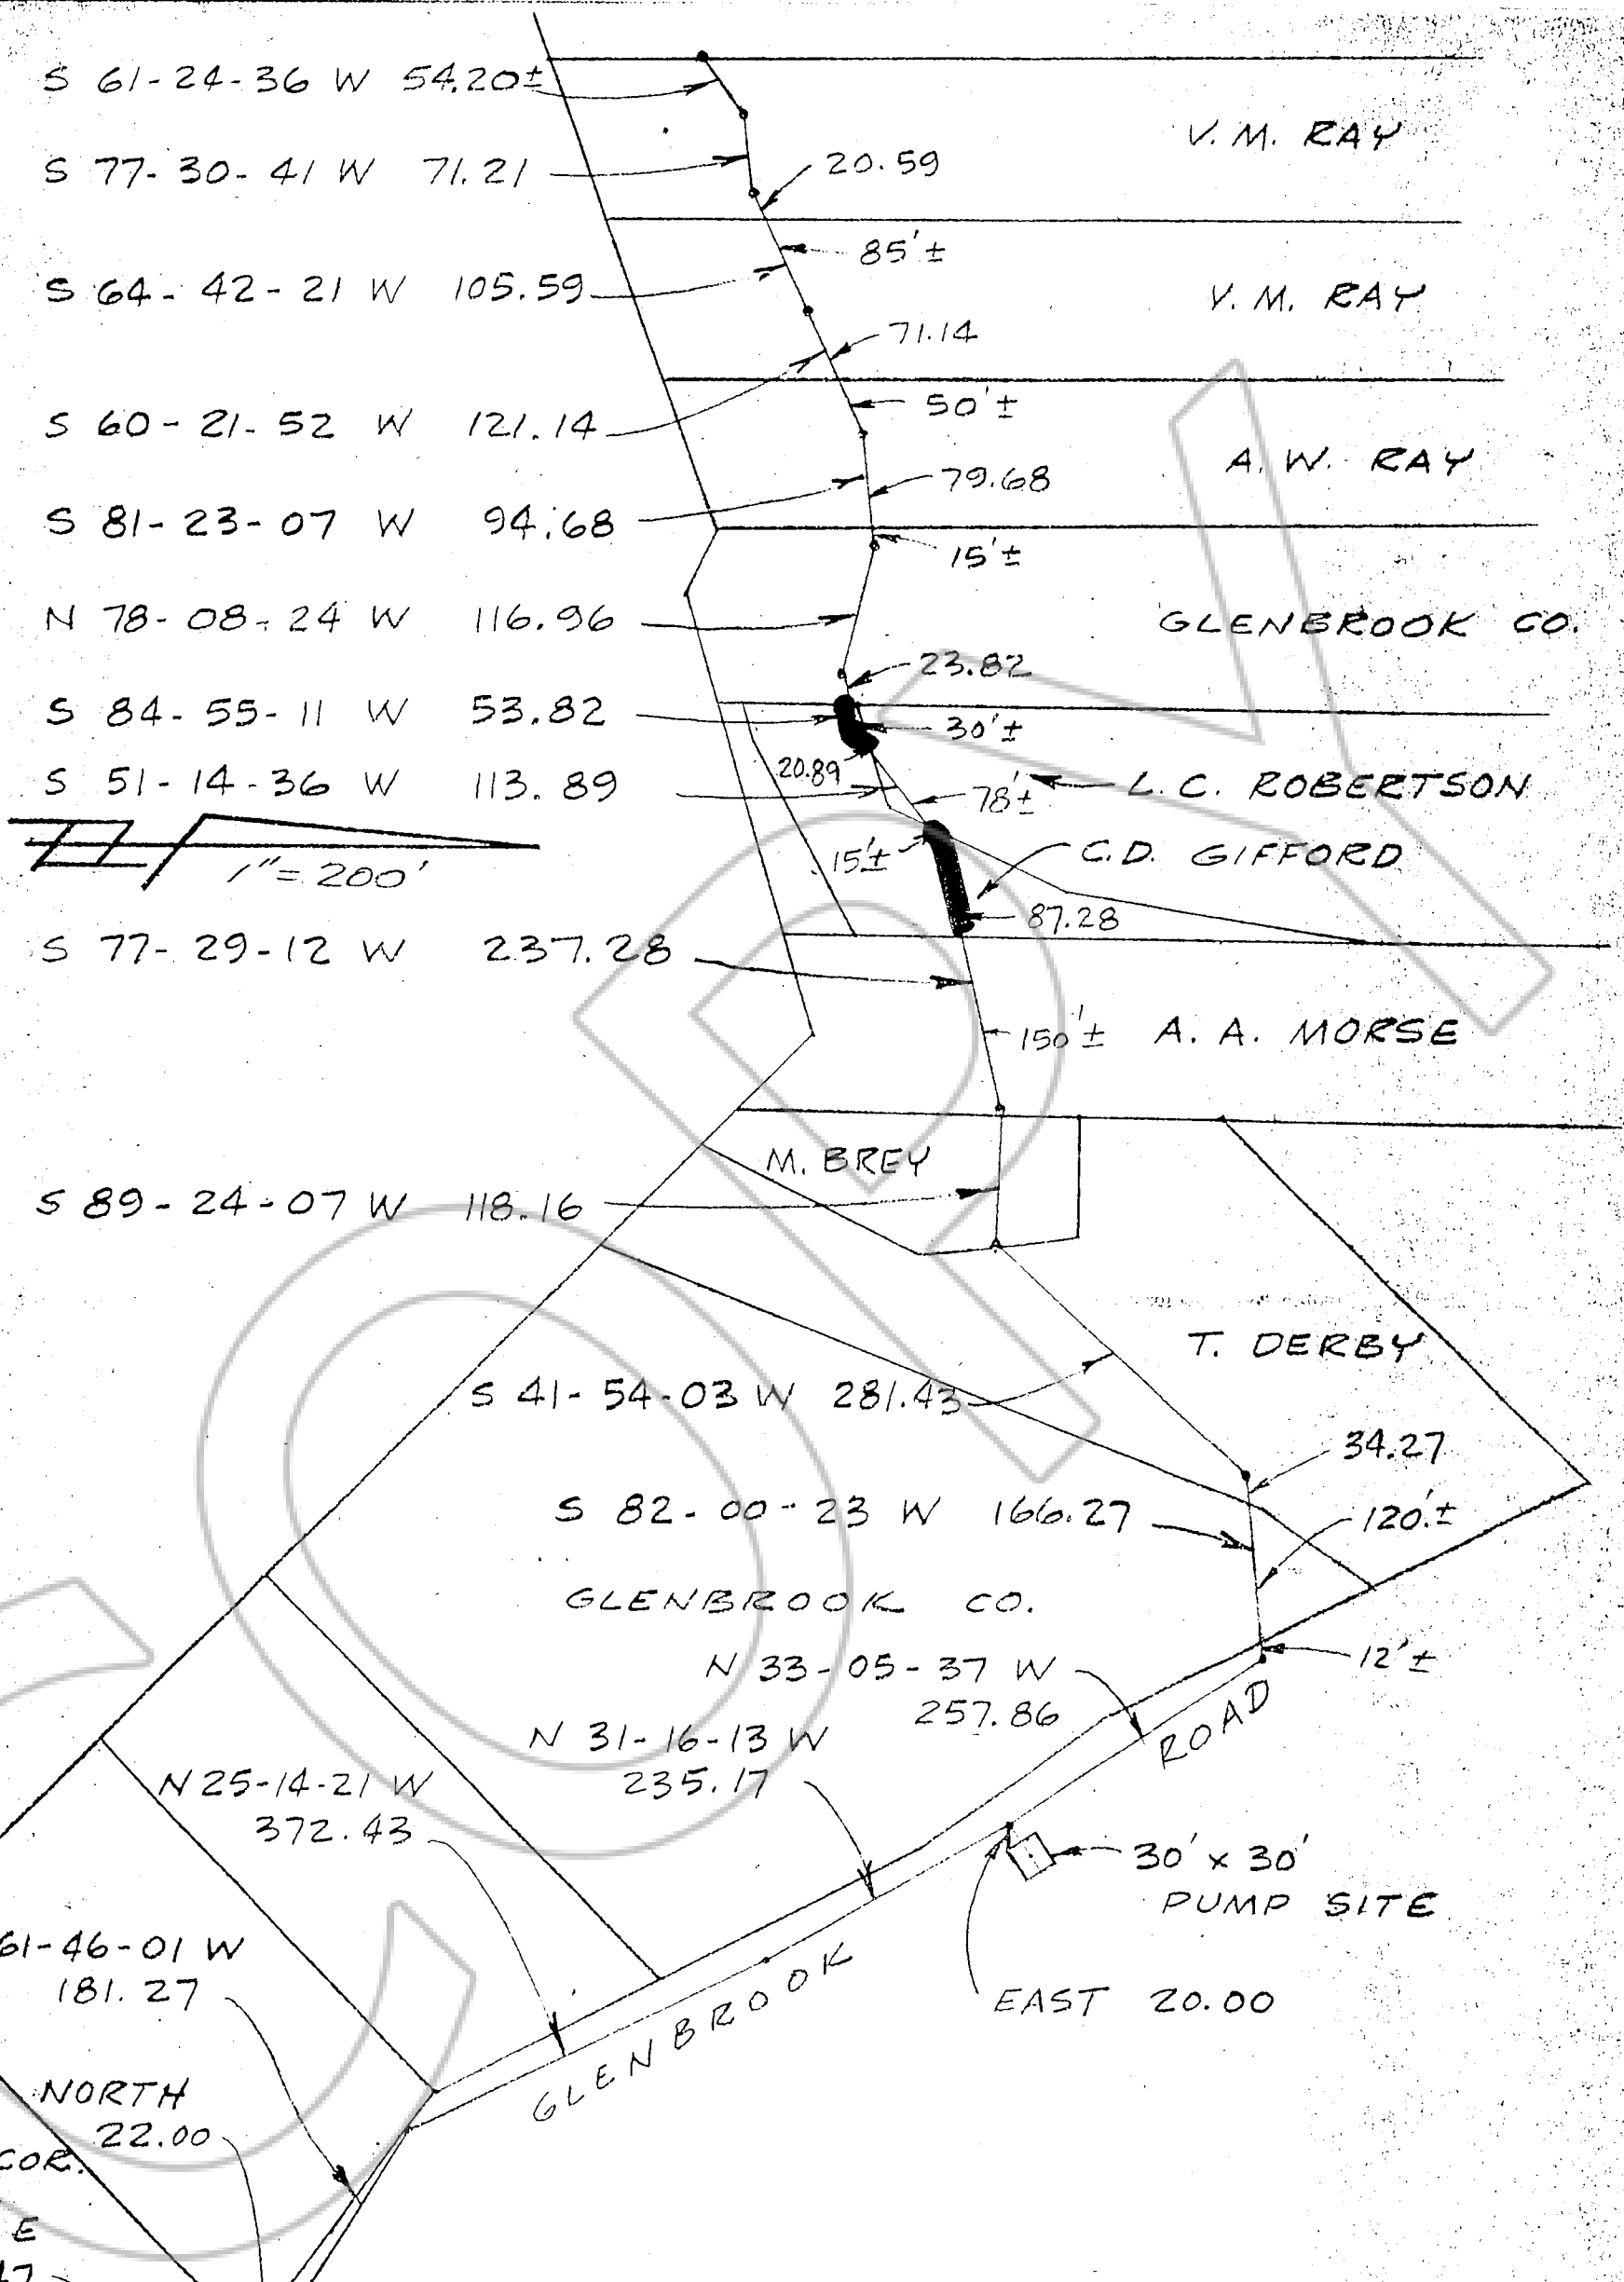 S 61-24-36 W 54.20±
V. M. RAY
S 77-30-41 W 71.21
20.59
85'±
S 64-42-21 W 105.59
V. M. RAY
71.14
50'±
S 60-21-52 W 121.14
A. W. RAY
79.68
S 81-23-07 W 94.68
15'±
N 78-08-24 W 116.96
GLENBROOK CO.
23.82
S 84-55-11 W 53.82
30'±
20.89
S 51-14-36 W 113.89
78'±
L. C. ROBERTSON
15'±
C. D. GIFFORD
1" = 200'
87.28
S 77-29-12 W 237.28
150'± A. A. MORSE
M. BREY
S 89-24-07 W 118.16
T. DERBY
S 41-54-03 W 281.43
34.27
S 82-00-23 W 166.27
120'±
GLENBROOK CO.
12'±
N 33-05-37 W
257.86
N 31-16-13 W
235.17
N 25-14-21 W
372.43
30' x 30'
PUMP SITE
61-46-01 W
181.27
EAST 20.00
GLENBROOK ROAD
NORTH
22.00
COR.
E
COPY